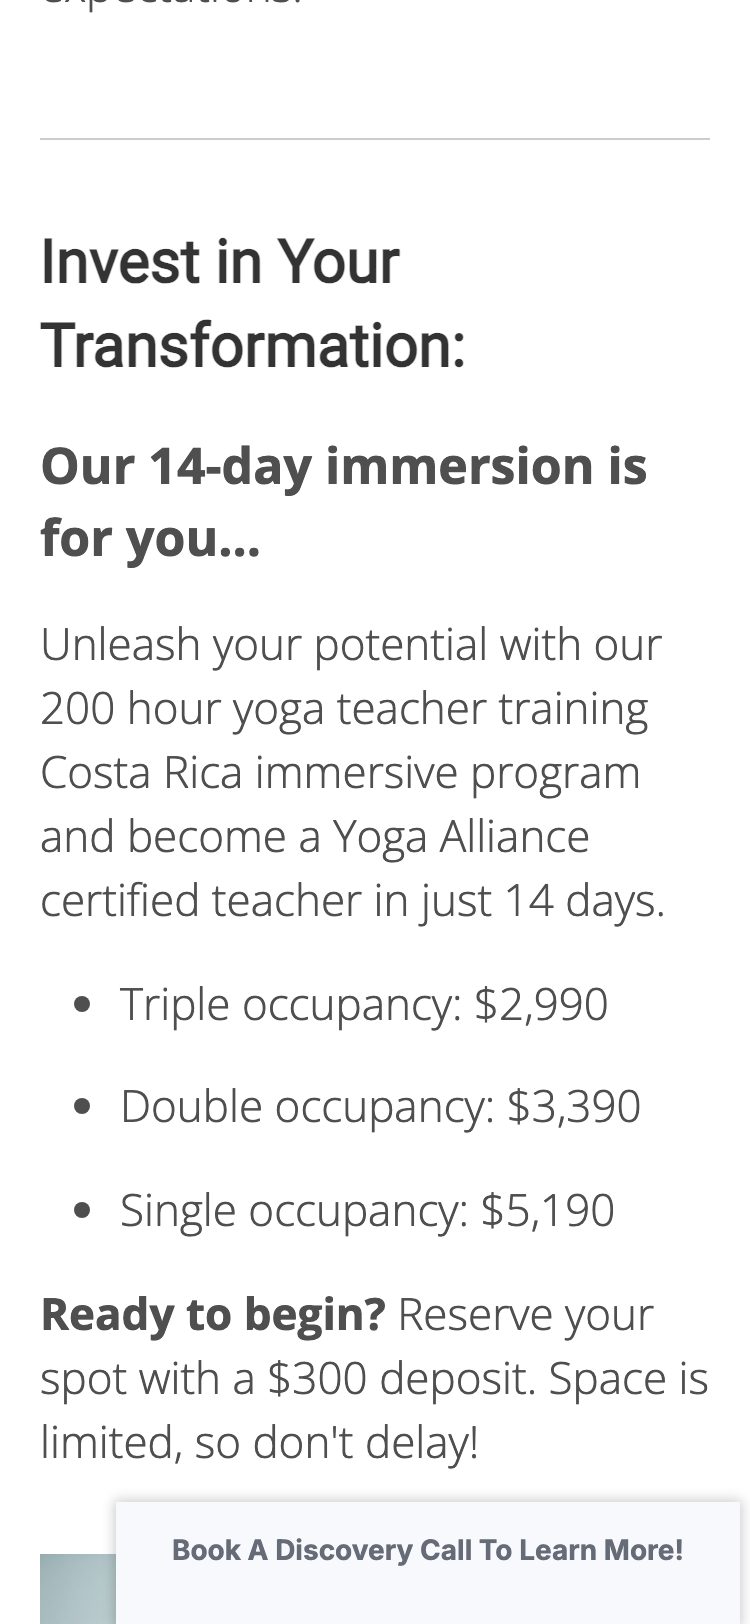 expectations.
Invest in Your
Transformation:
Our 14-day immersion is
for you...
Unleash your potential with our
200 hour yoga teacher training
Costa Rica immersive program
and become a Yoga Alliance
certified teacher in just 14 days.
• Triple occupancy: $2,990
• Double occupancy: $3,390
• Single occupancy: $5,190
Ready to begin? Reserve your
spot with a $300 deposit. Space is
limited, so don't delay!
Book A Discovery Call To Learn More!